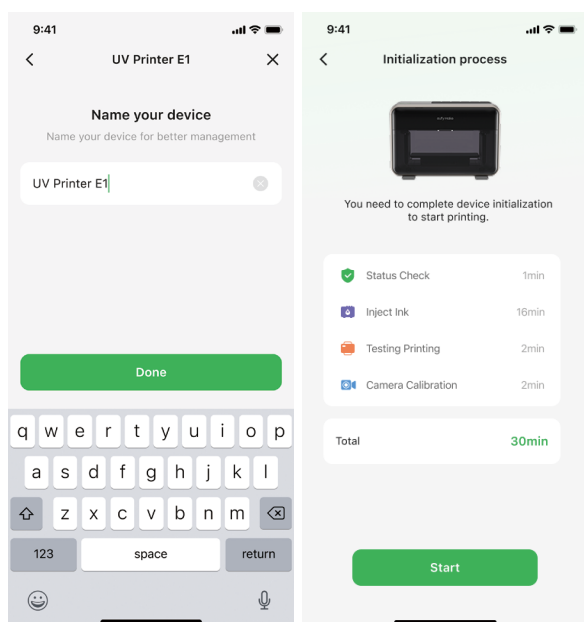 9:41
UV Printer E1
Name your device
Name your device for better management
UV Printer E1
Done
q w e r t y u i o p
a s d f g h j k l
z x c v b n m
123 space return
9:41
Initialization process
You need to complete device initialization
to start printing.
Status Check 1min
Inject Ink 16min
Testing Printing 2min
Camera Calibration 2min
Total 30min
Start